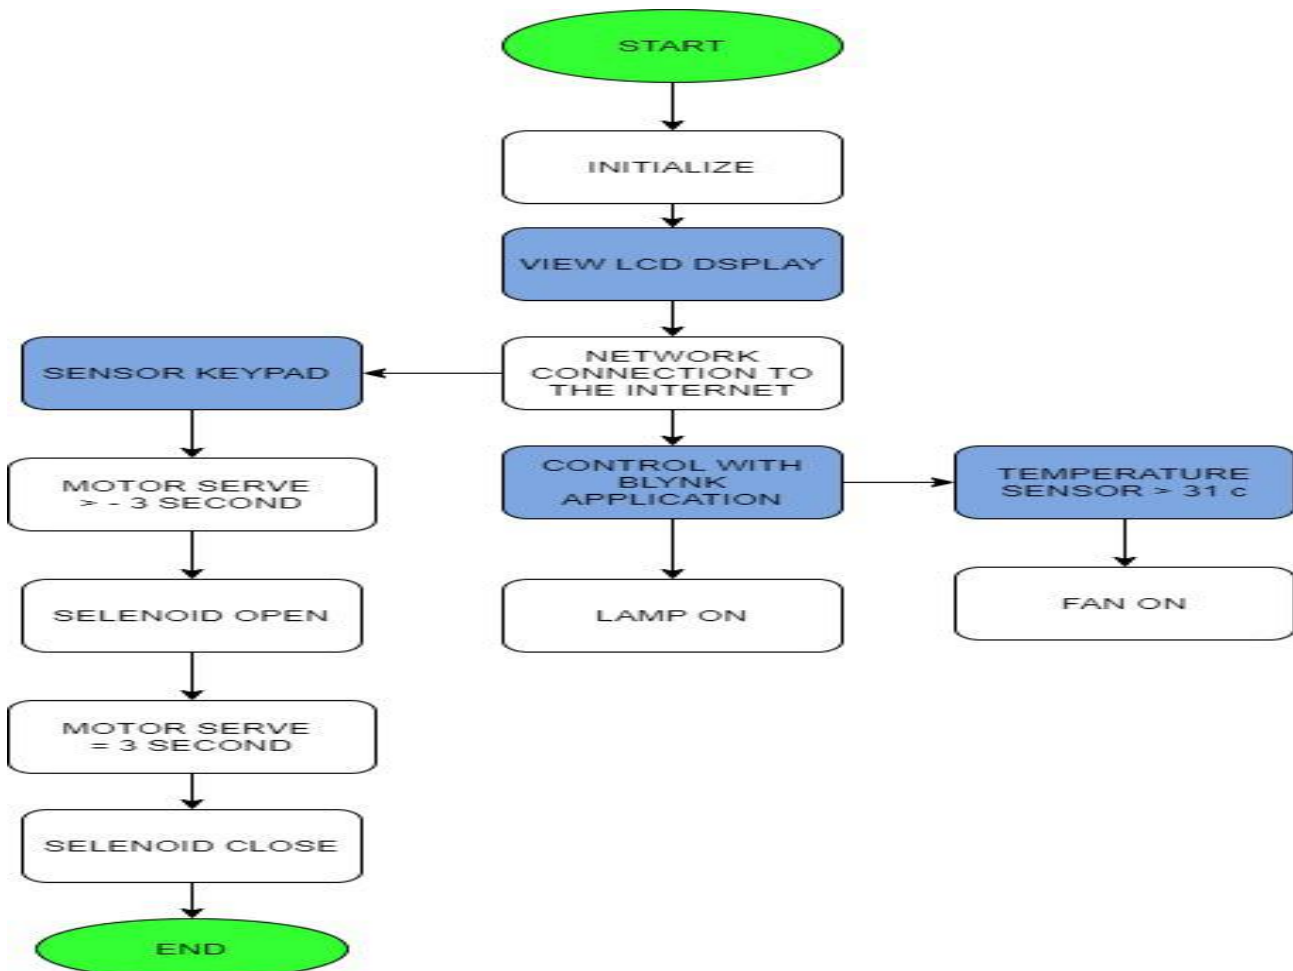 START
INITIALIZE
VIEW LCD DSPLAY
NETWORK
CONNECTION TO
THE INTERNET
SENSOR KEYPAD
MOTOR SERVE
> - 3 SECOND
SELENOID OPEN
MOTOR SERVE
= 3 SECOND
SELENOID CLOSE
END
CONTROL WITH
BLYNK
APPLICATION
LAMP ON
TEMPERATURE
SENSOR > 31 c
FAN ON